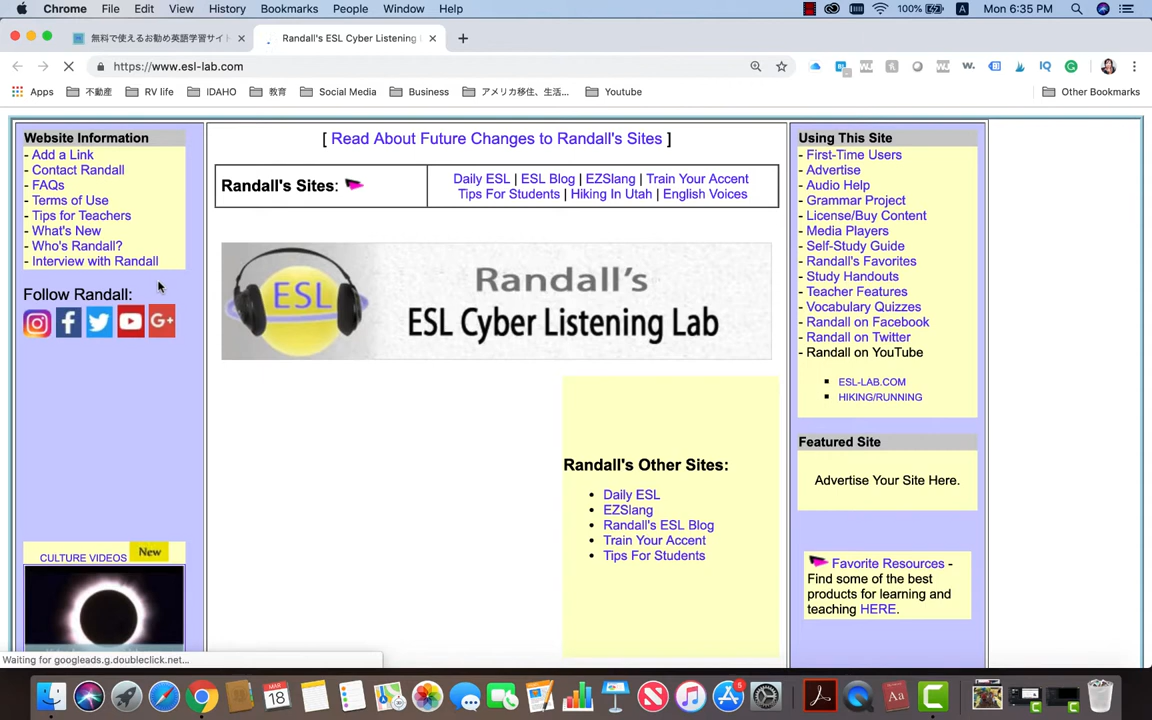 Chrome File Edit View History Bookmarks People Window Help
100% A Mon 6:35 PM
無料で使えるお勧め英語学習サイト
Randall's ESL Cyber Listening
https://www.esl-lab.com
Apps 不動産 RV life IDAHO 教育 Social Media Business アメリカ移住、生活... Youtube Other Bookmarks
Website Information
- Add a Link
- Contact Randall
- FAQs
- Terms of Use
- Tips for Teachers
- What's New
- Who's Randall?
- Interview with Randall
Follow Randall:
G+
CULTURE VIDEOS New
[ Read About Future Changes to Randall's Sites ]
Randall's Sites:
Daily ESL | ESL Blog | EZSlang | Train Your Accent
Tips For Students | Hiking In Utah | English Voices
ESL
Randall's
ESL Cyber Listening Lab
Randall's Other Sites:
• Daily ESL
• EZSlang
• Randall's ESL Blog
• Train Your Accent
• Tips For Students
Using This Site
- First-Time Users
- Advertise
- Audio Help
- Grammar Project
- License/Buy Content
- Media Players
- Self-Study Guide
- Randall's Favorites
- Study Handouts
- Teacher Features
- Vocabulary Quizzes
- Randall on Facebook
- Randall on Twitter
- Randall on YouTube
▪ ESL-LAB.COM
▪ HIKING/RUNNING
Featured Site
Advertise Your Site Here.
Favorite Resources -
Find some of the best
products for learning and
teaching HERE.
Waiting for googleads.g.doubleclick.net...
MAR
18
Aa